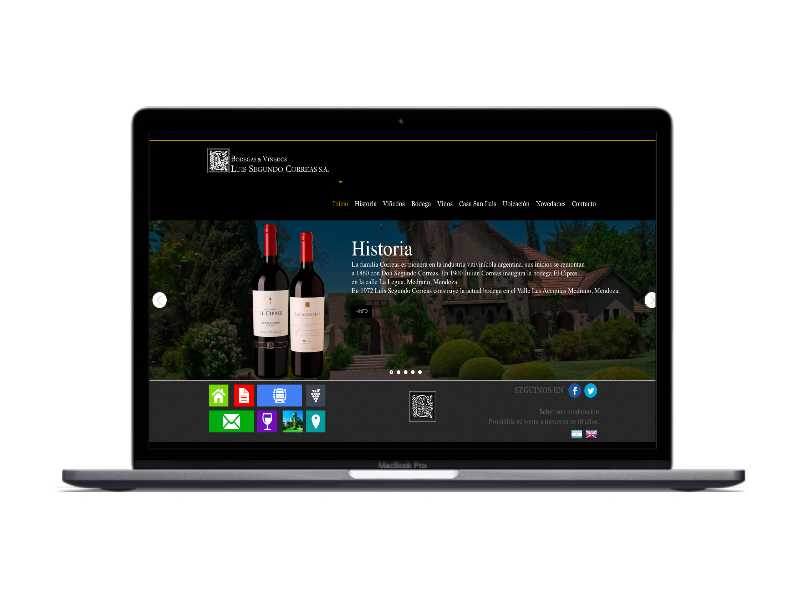 BODEGAS & VIÑEDOS
LUIS SEGUNDO CORREAS S.A.
Inicio Historia Viñedos Bodega Vinos Casa San Luis Ubicación Novedades Contacto
Historia
La familia Correas es pionera en la industria vitivinícola argentina, sus inicios se remontan
a 1860 con Don Segundo Correas. En 1900 Julián Correas inaugura la bodega El Cipres
en la calle La Legua, Medrano, Mendoza
En 1972 Luis Segundo Correas construye la actual bodega en el Valle Las Acequias Medrano, Mendoza.
+INFO
SEGUINOS EN
Beber con moderación
Prohibida su venta a menores de 18 años.
MacBook Pro